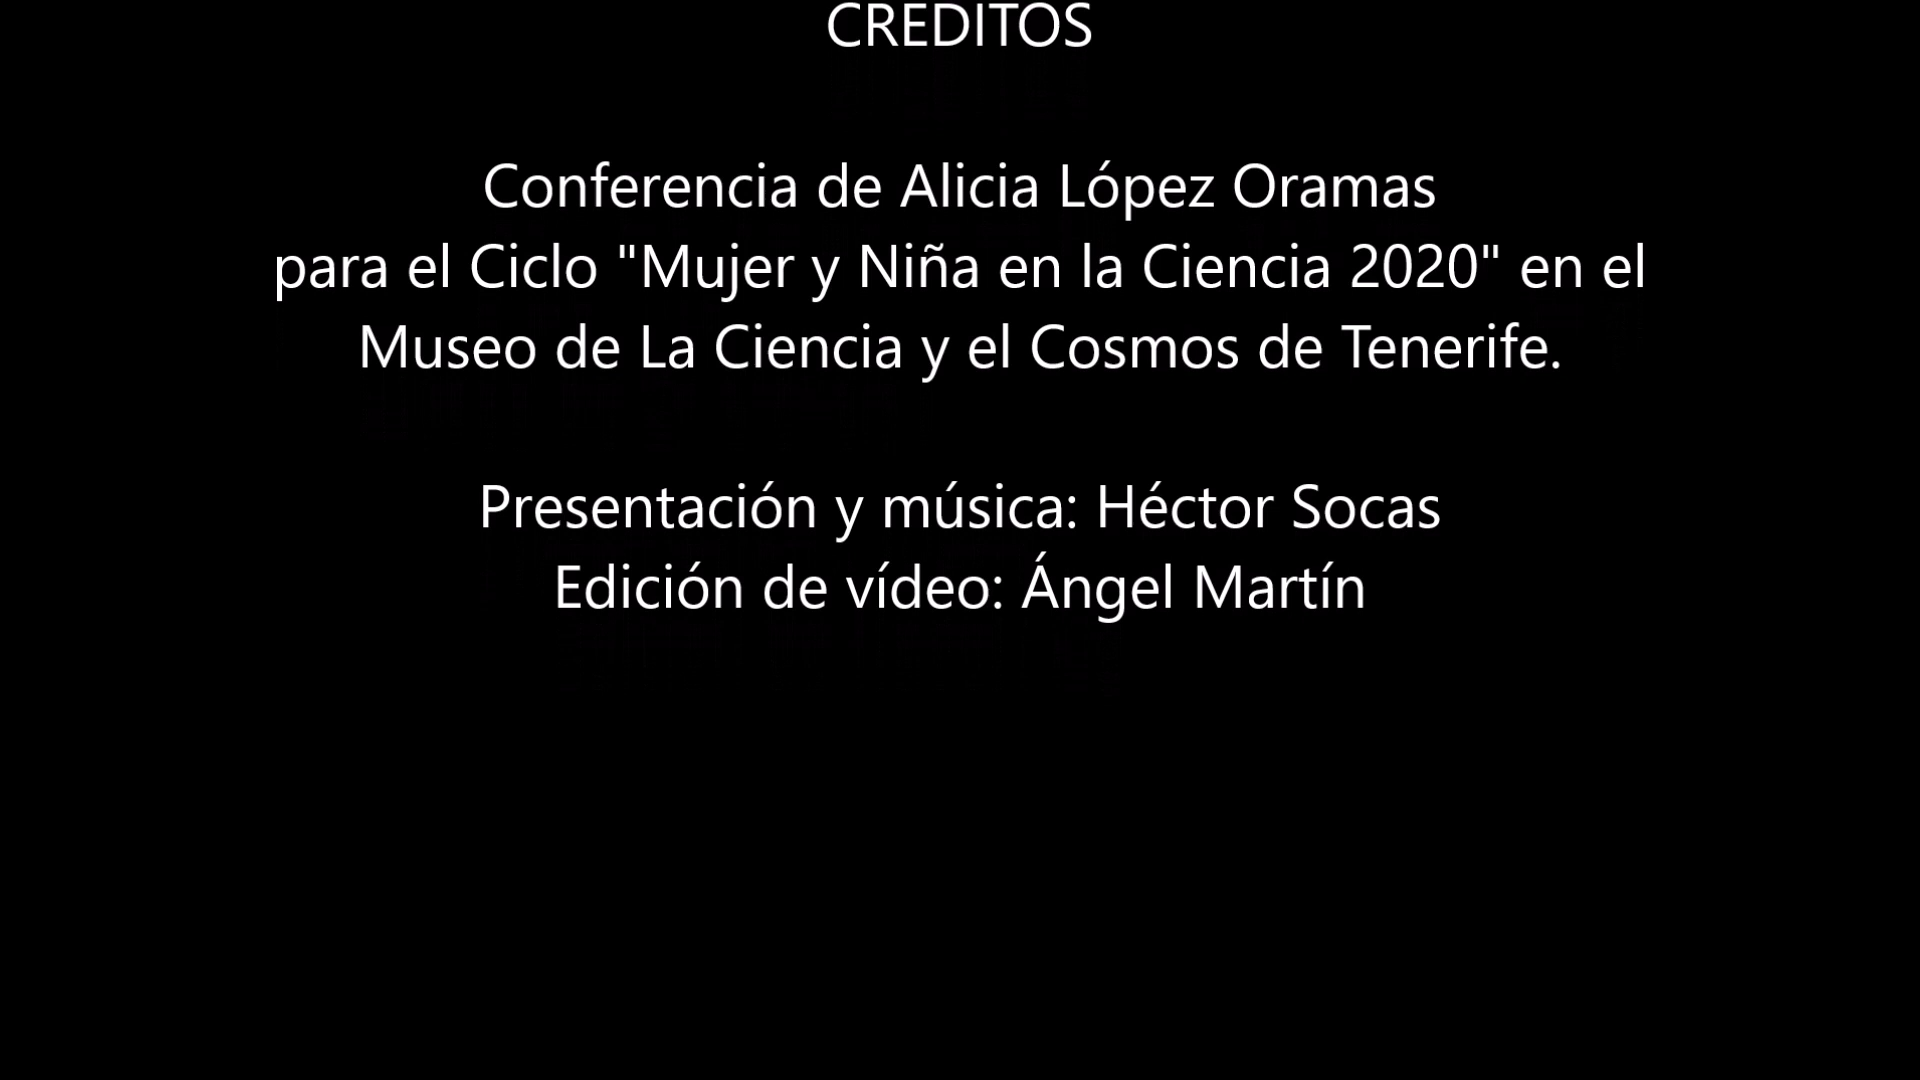 CREDITOS
Conferencia de Alicia López Oramas
para el Ciclo "Mujer y Niña en la Ciencia 2020" en el
Museo de La Ciencia y el Cosmos de Tenerife.
Presentación y música: Héctor Socas
Edición de vídeo: Ángel Martín